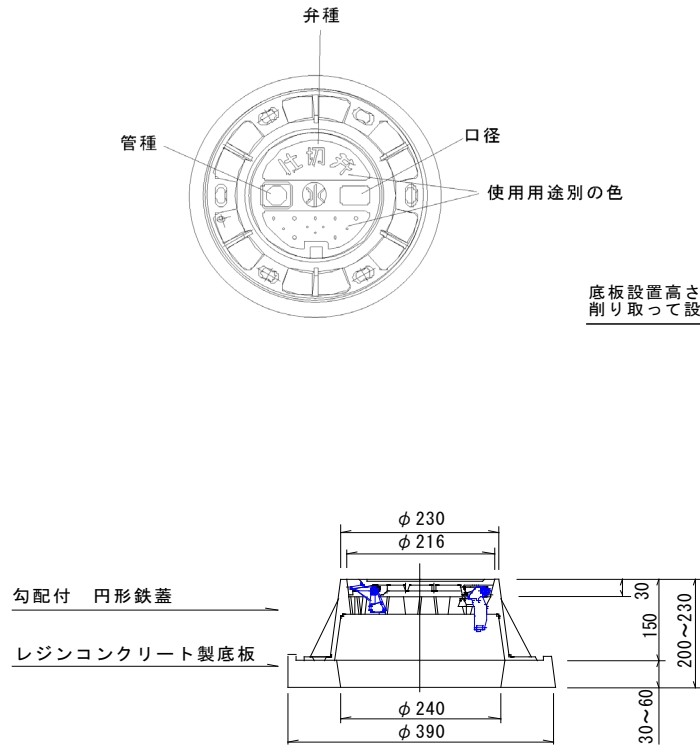 弁種
管種
口径
仕切弁
使用用途別の色
底板設置高さ
削り取って設
φ230
φ216
勾配付 円形鉄蓋
レジンコンクリート製底板
30
150
200~230
30~60
φ240
φ390